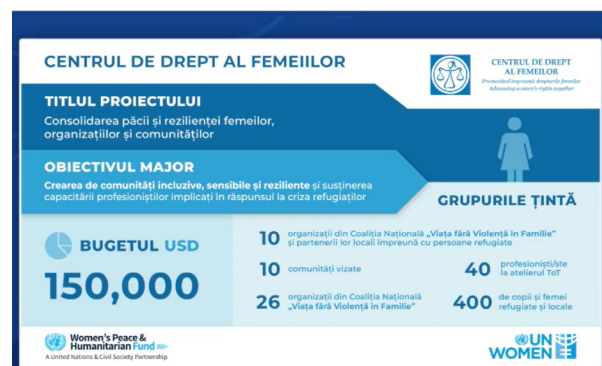 CENTRUL DE DREPT AL FEMEIILOR
CENTRUL DE DREPT
AL FEMEILOR
Promovând împreună drepturile femeilor
Advancing women's rights together
TITLUL PROIECTULUI
Consolidarea păcii și rezilienței femeilor,
organizațiilor și comunităților
OBIECTIVUL MAJOR
Crearea de comunități incluzive, sensibile și reziliente și susținerea
capacitării profesioniștilor implicați în răspunsul la criza refugiaților
GRUPURILE ȚINTĂ
BUGETUL USD
150,000
10 organizații din Coaliția Națională „Viața fără Violență în Familie”
și partenerii lor locali împreună cu persoane refugiate
10 comunități vizate
40 profesioniști/ste
la atelierul ToT
26 organizații din Coaliția Națională
„Viața fără Violență în Familie”
400 de copii și femei
refugiate și locale
Women's Peace &
Humanitarian Fund
A United Nations & Civil Society Partnership
UN
WOMEN